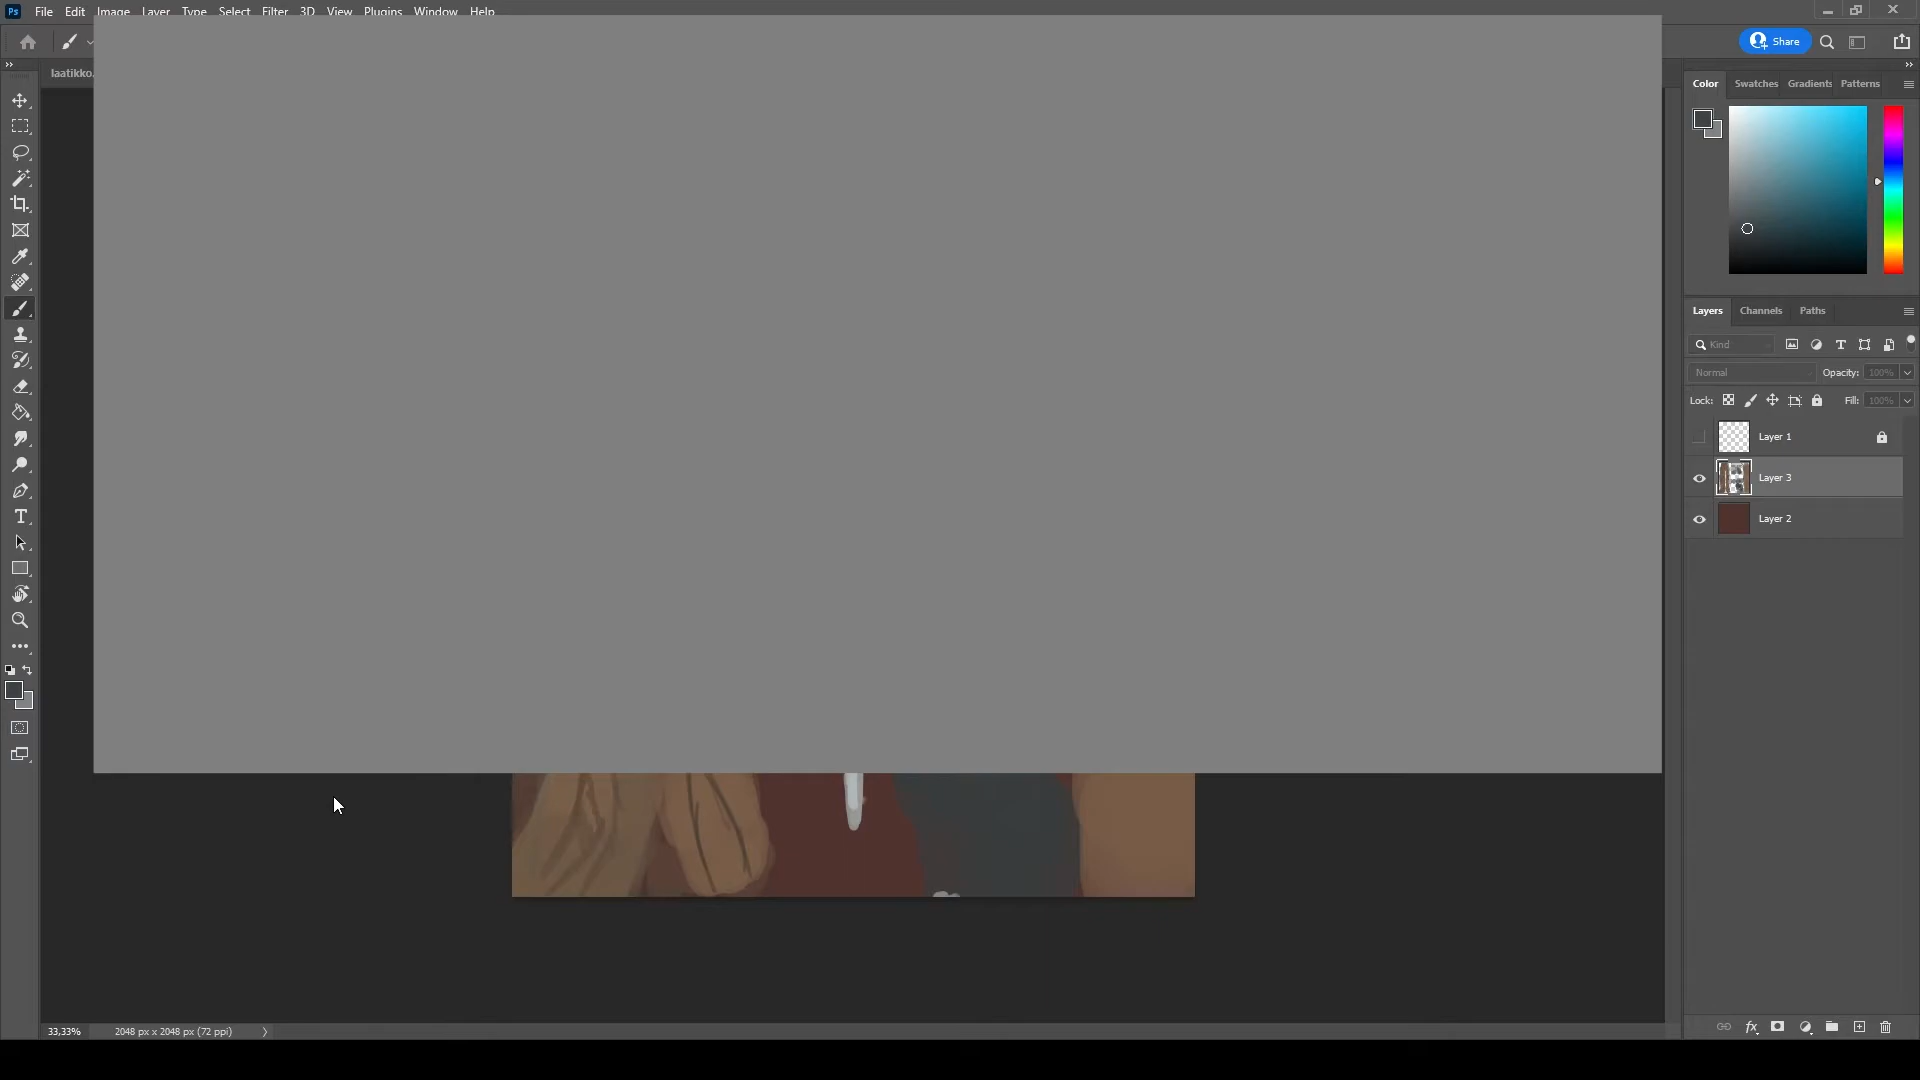 Ps File Edit Image Layer Type Select Filter 3D View Plugins Window Help
Share
laatikko.
Color Swatches Gradients Patterns
Layers Channels Paths
Kind
Normal Opacity: 100%
Lock: Fill: 100%
Layer 1
Layer 3
Layer 2
33,33% 2048 px x 2048 px (72 ppi)